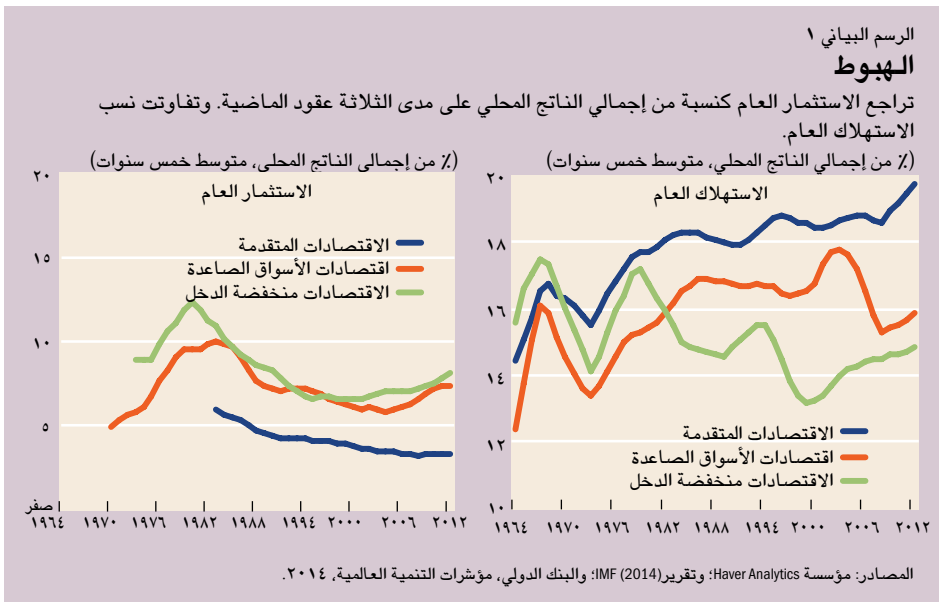 الرسم البياني ١
الهبوط
تراجع الاستثمار العام كنسبة من إجمالي الناتج المحلي على مدى الثلاثة عقود الماضية. وتفاوتت نسب
الاستهلاك العام.
(٪ من إجمالي الناتج المحلي، متوسط خمس سنوات)
الاستهلاك العام
٢٠
١٨
١٦
١٤
١٢
١٠
الاقتصادات المتقدمة
اقتصادات الأسواق الصاعدة
الاقتصادات منخفضة الدخل
١٩٦٤ ١٩٧٠ ١٩٧٦ ١٩٨٢ ١٩٨٨ ١٩٩٤ ٢٠٠٠ ٢٠٠٦ ٢٠١٢
(٪ من إجمالي الناتج المحلي، متوسط خمس سنوات)
الاستثمار العام
٢٠
١٥
١٠
٥
صفر
الاقتصادات المتقدمة
اقتصادات الأسواق الصاعدة
الاقتصادات منخفضة الدخل
١٩٦٤ ١٩٧٠ ١٩٧٦ ١٩٨٢ ١٩٨٨ ١٩٩٤ ٢٠٠٠ ٢٠٠٦ ٢٠١٢
المصادر: مؤسسة Haver Analytics؛ وتقرير IMF (2014)؛ والبنك الدولي، مؤشرات التنمية العالمية، ٢٠١٤.